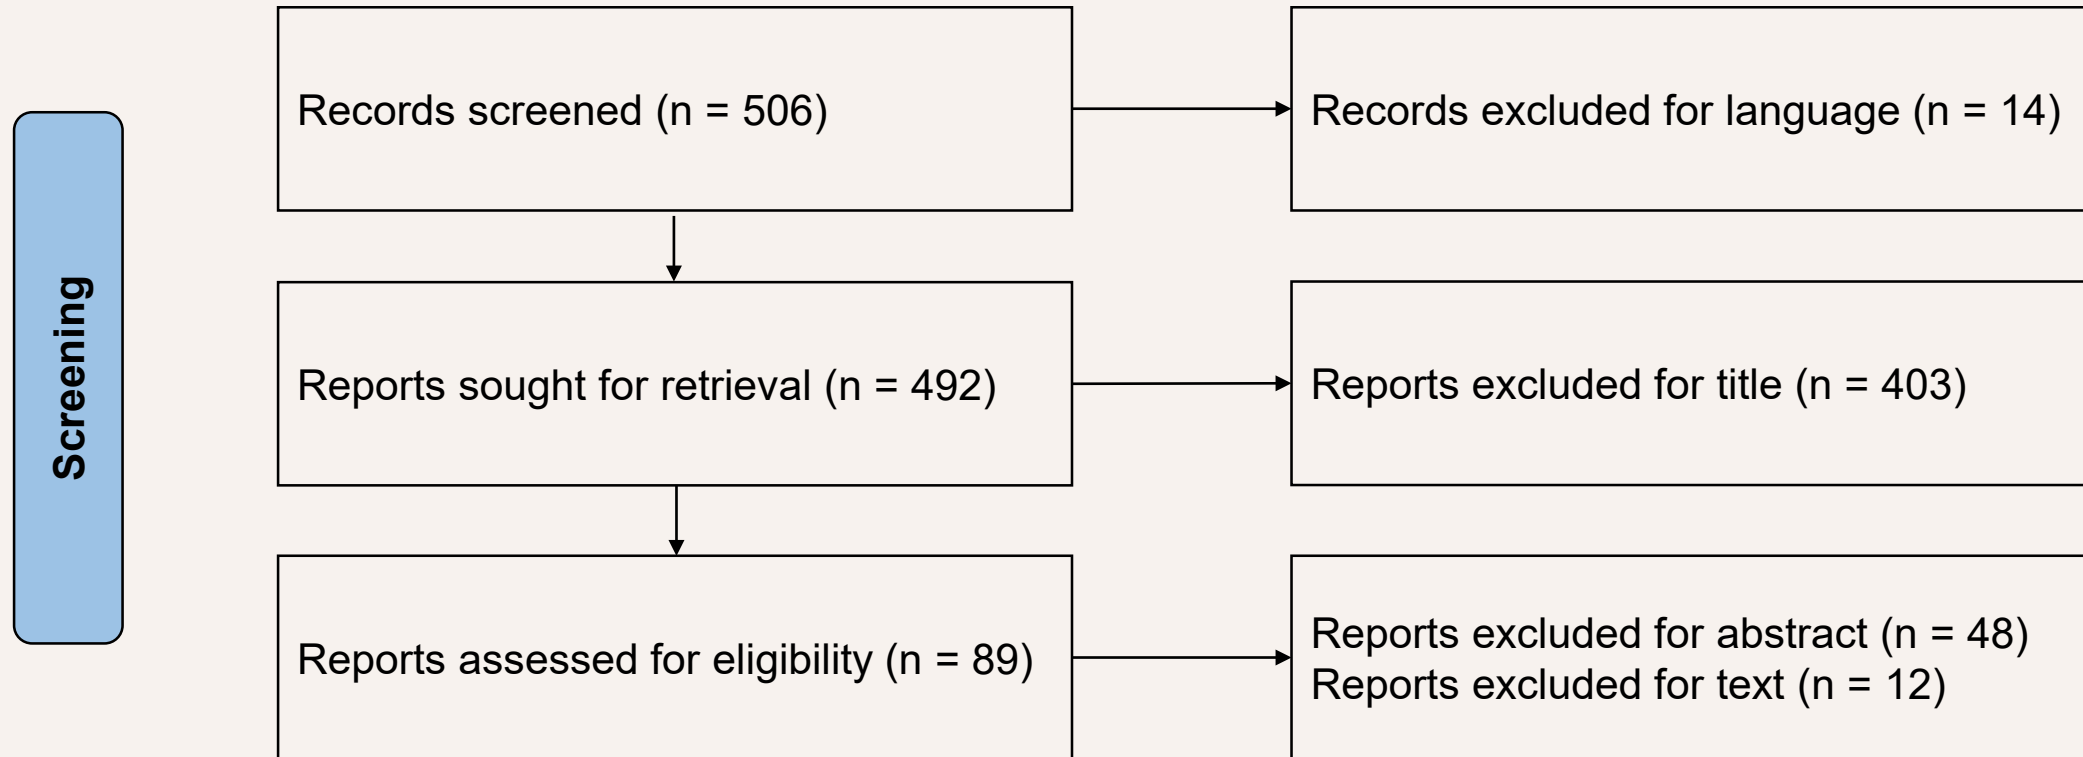 Screening
Records screened (n = 506)
Records excluded for language (n = 14)
Reports sought for retrieval (n = 492)
Reports excluded for title (n = 403)
Reports assessed for eligibility (n = 89)
Reports excluded for abstract (n = 48)
Reports excluded for text (n = 12)